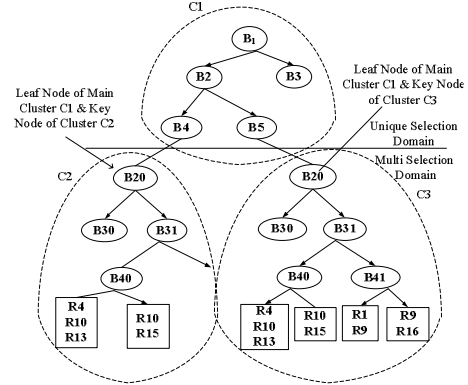 C1
B1
B2
B3
Leaf Node of Main
Cluster C1 & Key
Node of Cluster C2
Leaf Node of Main
Cluster C1 & Key Node
of Cluster C3
B4
B5
Unique Selection
Domain
Multi Selection
Domain
C2
B20
B20
C3
B30
B31
B30
B31
B40
B40
B41
R4
R10
R13
R10
R15
R4
R10
R13
R10
R15
R1
R9
R9
R16